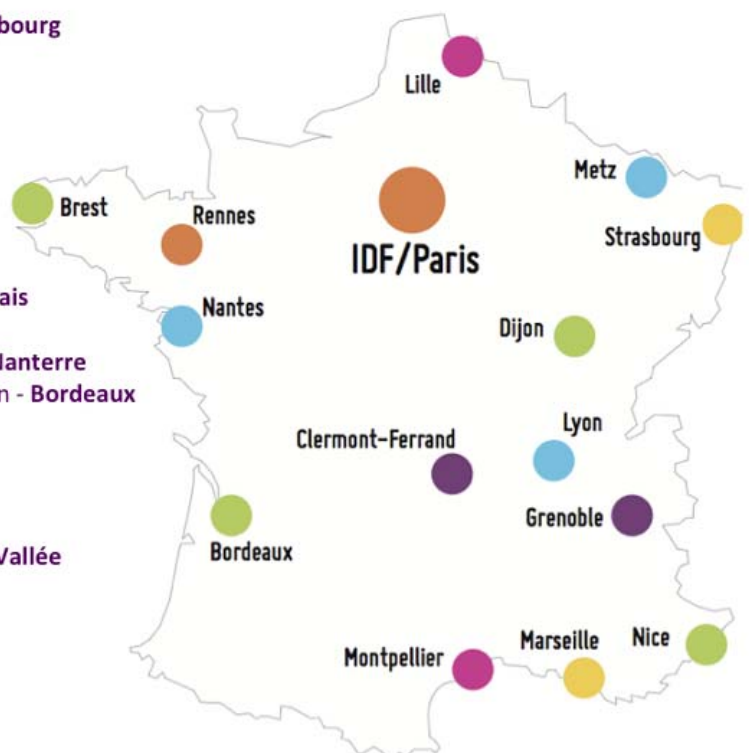 bourg
Lille
Metz
Brest
Rennes
Strasbourg
IDF/Paris
ais
Nantes
Dijon
Nanterre
n - Bordeaux
Lyon
Clermont-Ferrand
Grenoble
Bordeaux
Vallée
Marseille
Nice
Montpellier